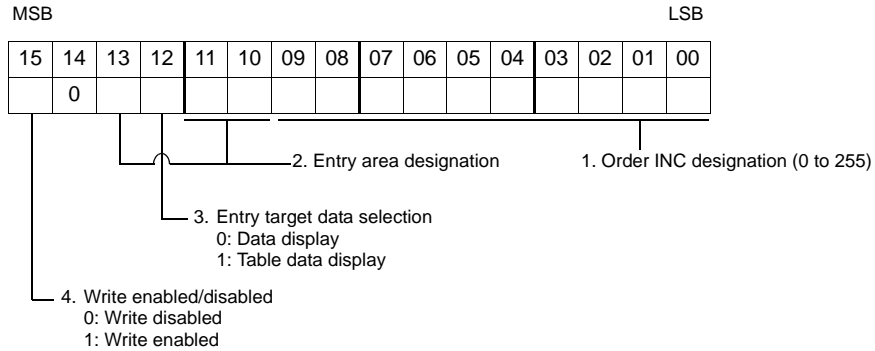 MSB LSB
15 14 13 12 11 10 09 08 07 06 05 04 03 02 01 00
0
2. Entry area designation 1. Order INC designation (0 to 255)
3. Entry target data selection
0: Data display
1: Table data display
4. Write enabled/disabled
0: Write disabled
1: Write enabled